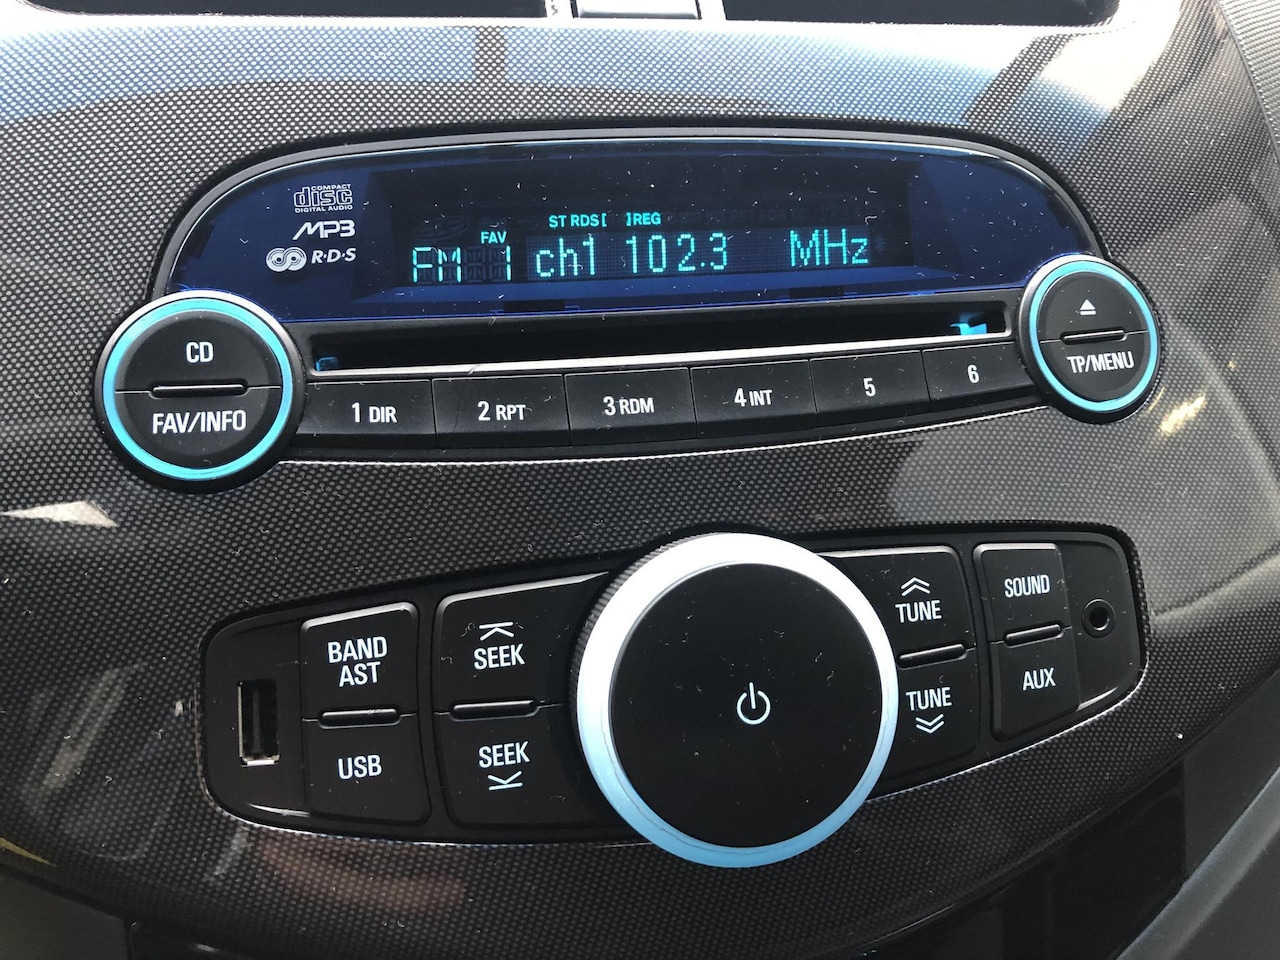 COMPACT
disc
DIGITAL AUDIO
MP3
R·D·S
ST RDS[ ]REG
FAV
FM 1 ch1 102.3 MHz
CD
FAV/INFO
1 DIR
2 RPT
3 RDM
4 INT
5
6
TP/MENU
BAND
AST
USB
SEEK
SEEK
TUNE
TUNE
SOUND
AUX